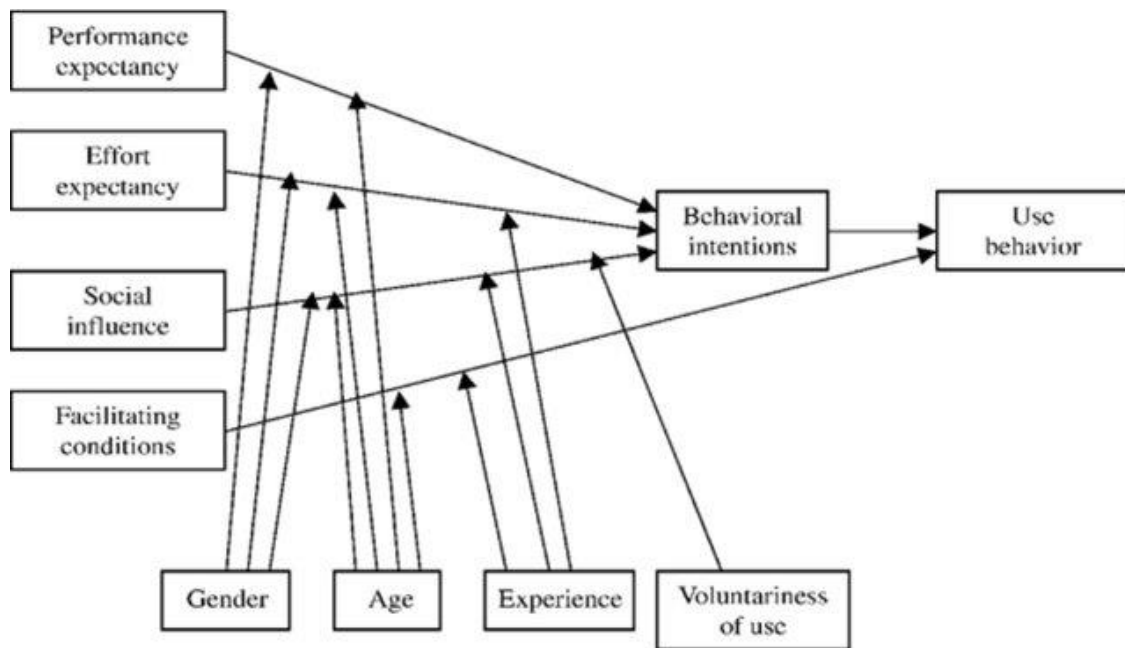 Performance
expectancy
Effort
expectancy
Social
influence
Facilitating
conditions
Behavioral
intentions
Use
behavior
Gender
Age
Experience
Voluntariness
of use